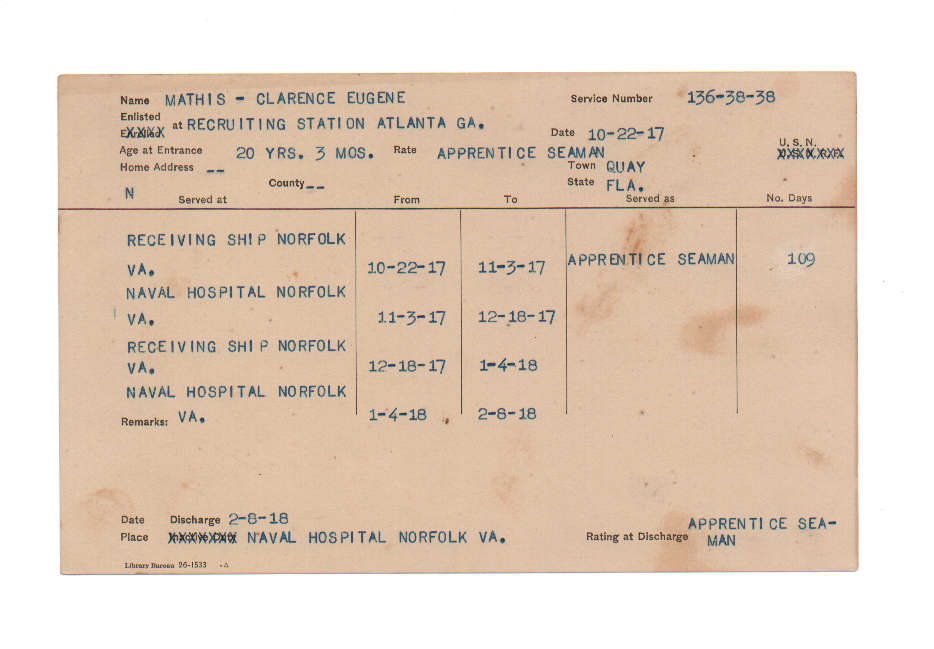 Name MATHIS - CLARENCE EUGENE Service Number 136-38-38
Enlisted
Enrolled at RECRUITING STATION ATLANTA GA. Date 10-22-17
U. S. N.
Age at Entrance 20 YRS. 3 MOS. Rate APPRENTICE SEAMAN
Home Address -- Town QUAY
N County -- State FLA.
Served at From To Served as No. Days
RECEIVING SHIP NORFOLK
VA. 10-22-17 11-3-17 APPRENTICE SEAMAN 109
NAVAL HOSPITAL NORFOLK
VA. 11-3-17 12-18-17
RECEIVING SHIP NORFOLK
VA. 12-18-17 1-4-18
NAVAL HOSPITAL NORFOLK
Remarks: VA. 1-4-18 2-8-18
Date Discharge 2-8-18
Place NAVAL HOSPITAL NORFOLK VA. Rating at Discharge APPRENTICE SEA-
MAN
Library Bureau 26-1533